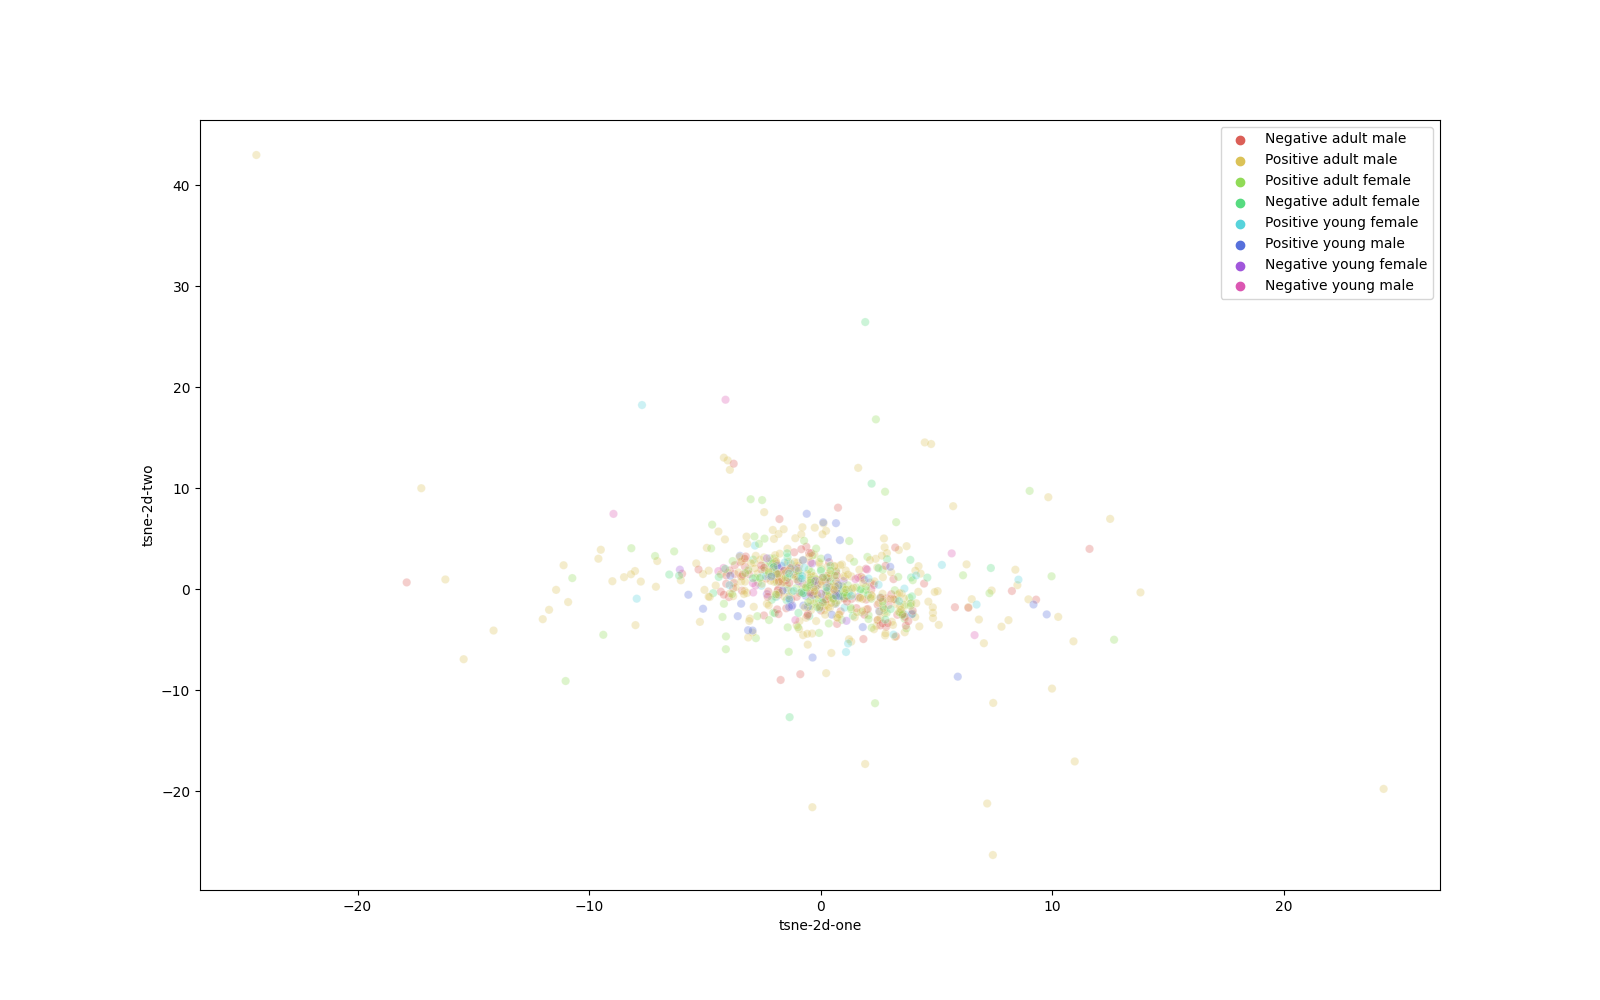 Negative adult male
Positive adult male
Positive adult female
Negative adult female
Positive young female
Positive young male
Negative young female
Negative young male
40
30
20
10
0
−10
−20
tsne-2d-two
−20
−10
0
10
20
tsne-2d-one